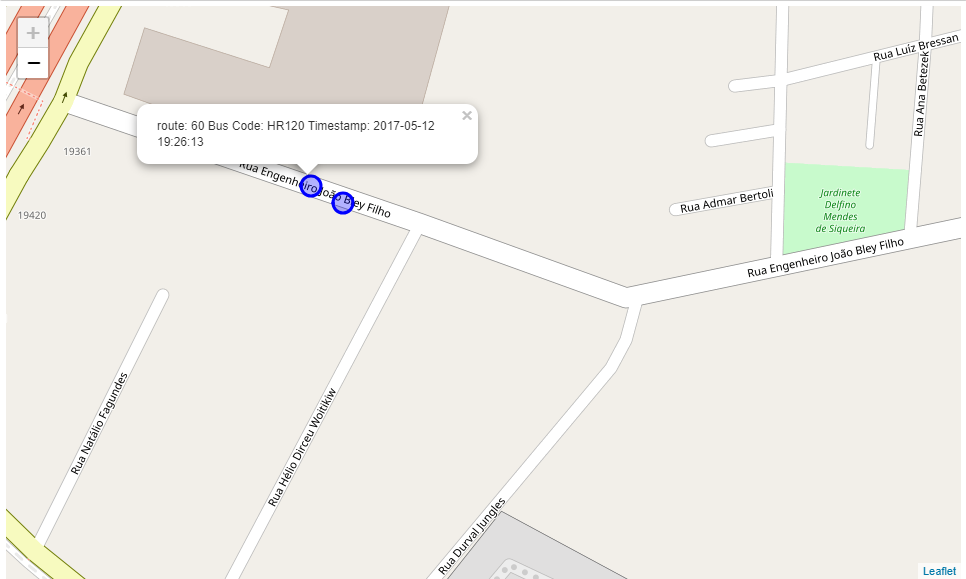 +
−
route: 60 Bus Code: HR120 Timestamp: 2017-05-12
19:26:13
×
Rua Luíz Bressan
Rua Ana Betezek
19361
19420
Rua Engenheiro João Bley Filho
Rua Admar Bertoli
Jardinete
Delfino
Mendes
de Siqueira
Rua Engenheiro João Bley Filho
Rua Natálio Fagundes
Rua Hélio Dirceu Woitikiw
Rua Durval Jungles
Leaflet